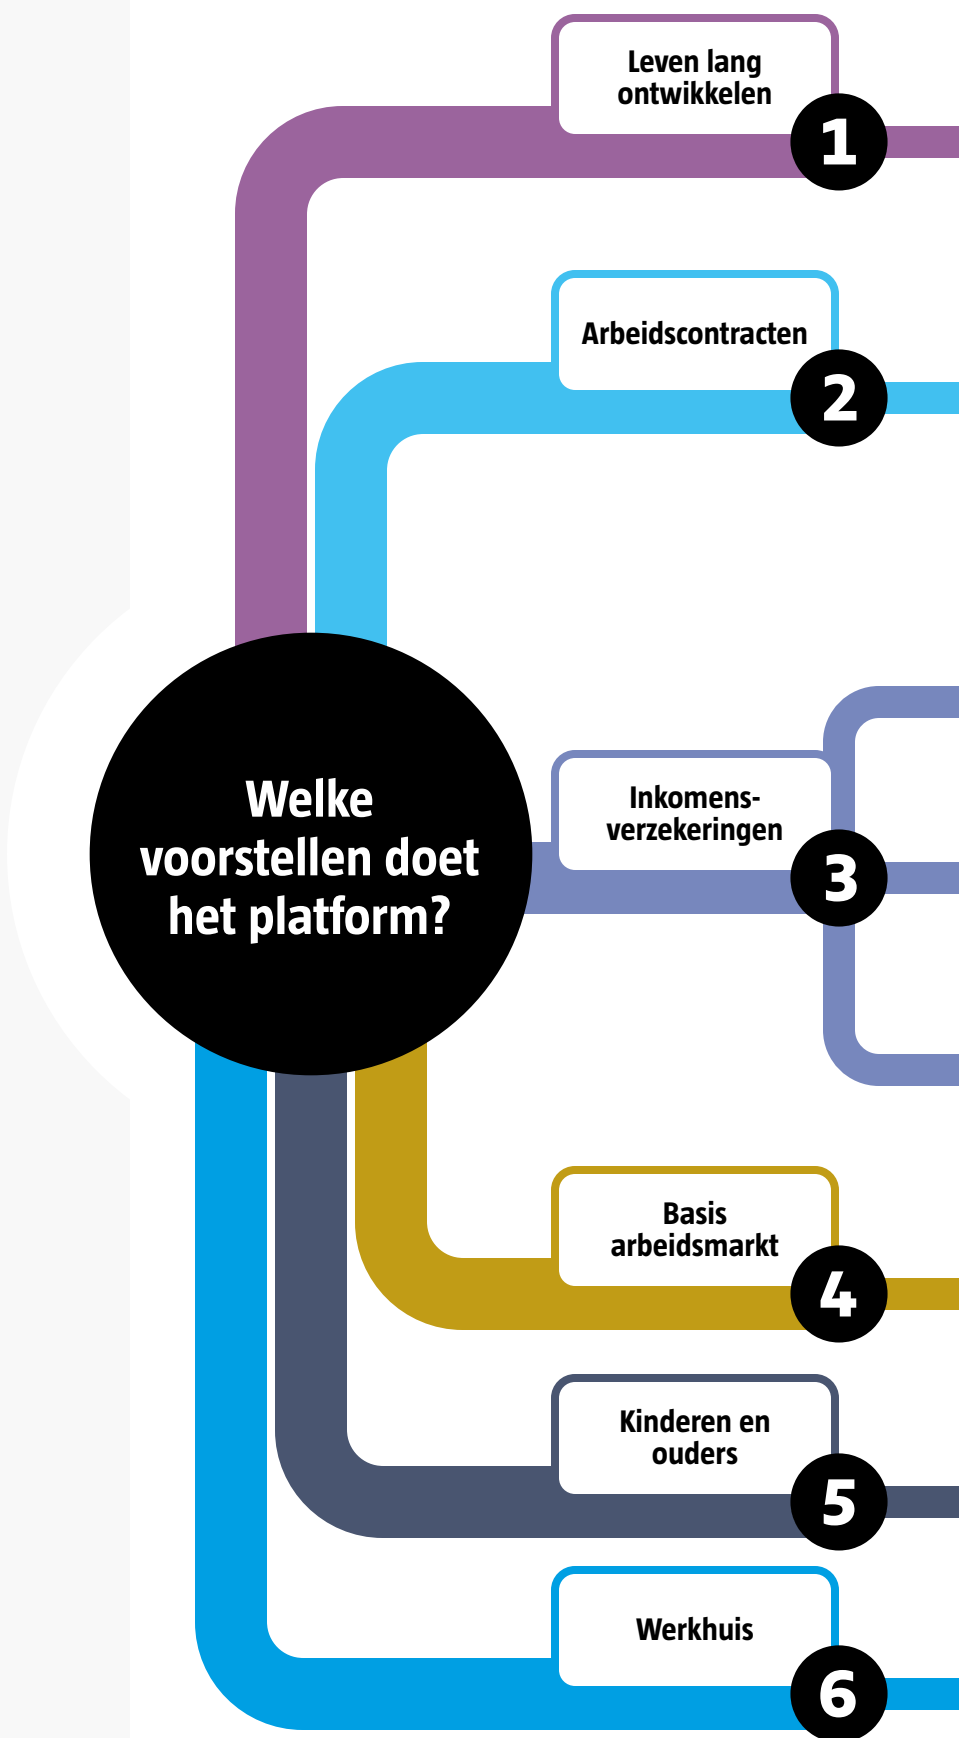 Leven lang
ontwikkelen
1
Arbeidscontracten
2
Welke
voorstellen doet
het platform?
Inkomens-
verzekeringen
3
Basis
arbeidsmarkt
4
Kinderen en
ouders
5
Werkhuis
6